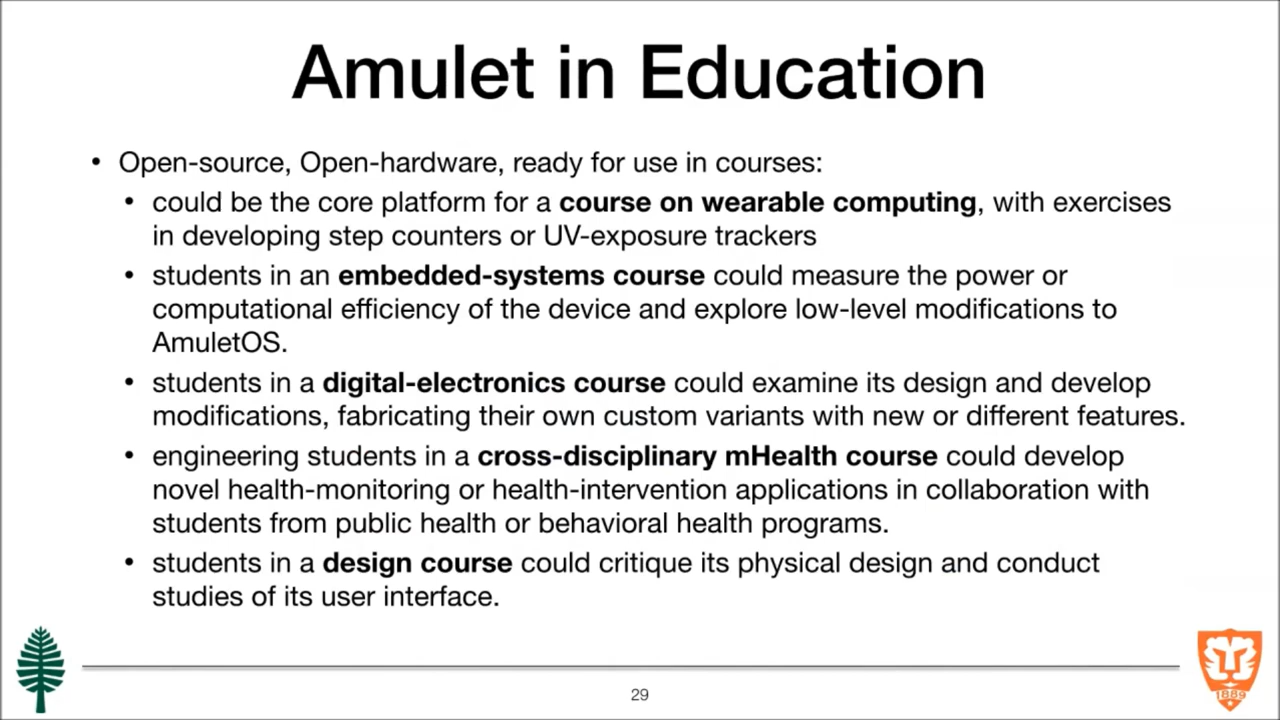 Amulet in Education
• Open-source, Open-hardware, ready for use in courses:
• could be the core platform for a course on wearable computing, with exercises
in developing step counters or UV-exposure trackers
• students in an embedded-systems course could measure the power or
computational efficiency of the device and explore low-level modifications to
AmuletOS.
• students in a digital-electronics course could examine its design and develop
modifications, fabricating their own custom variants with new or different features.
• engineering students in a cross-disciplinary mHealth course could develop
novel health-monitoring or health-intervention applications in collaboration with
students from public health or behavioral health programs.
• students in a design course could critique its physical design and conduct
studies of its user interface.
1889
29